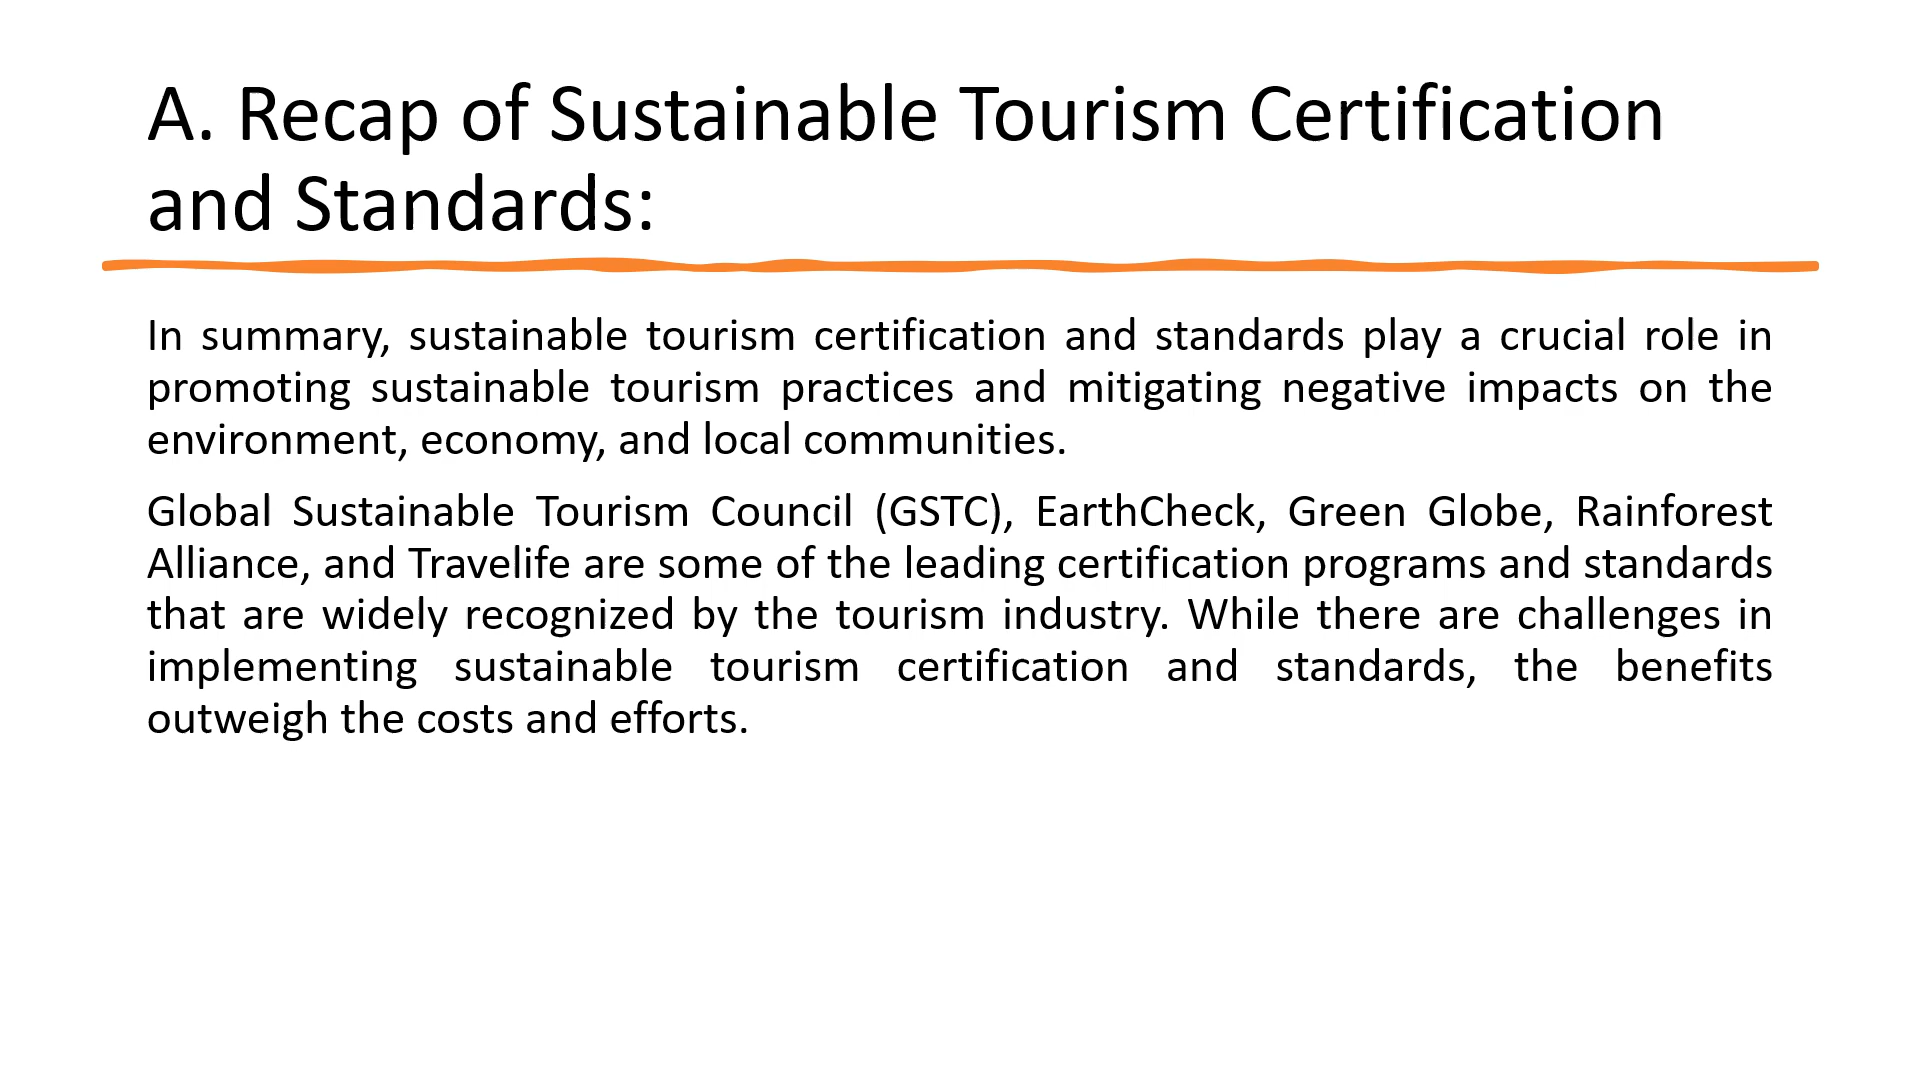 A. Recap of Sustainable Tourism Certification
and Standards:
In summary, sustainable tourism certification and standards play a crucial role in
promoting sustainable tourism practices and mitigating negative impacts on the
environment, economy, and local communities.
Global Sustainable Tourism Council (GSTC), EarthCheck, Green Globe, Rainforest
Alliance, and Travelife are some of the leading certification programs and standards
that are widely recognized by the tourism industry. While there are challenges in
implementing sustainable tourism certification and standards, the benefits
outweigh the costs and efforts.